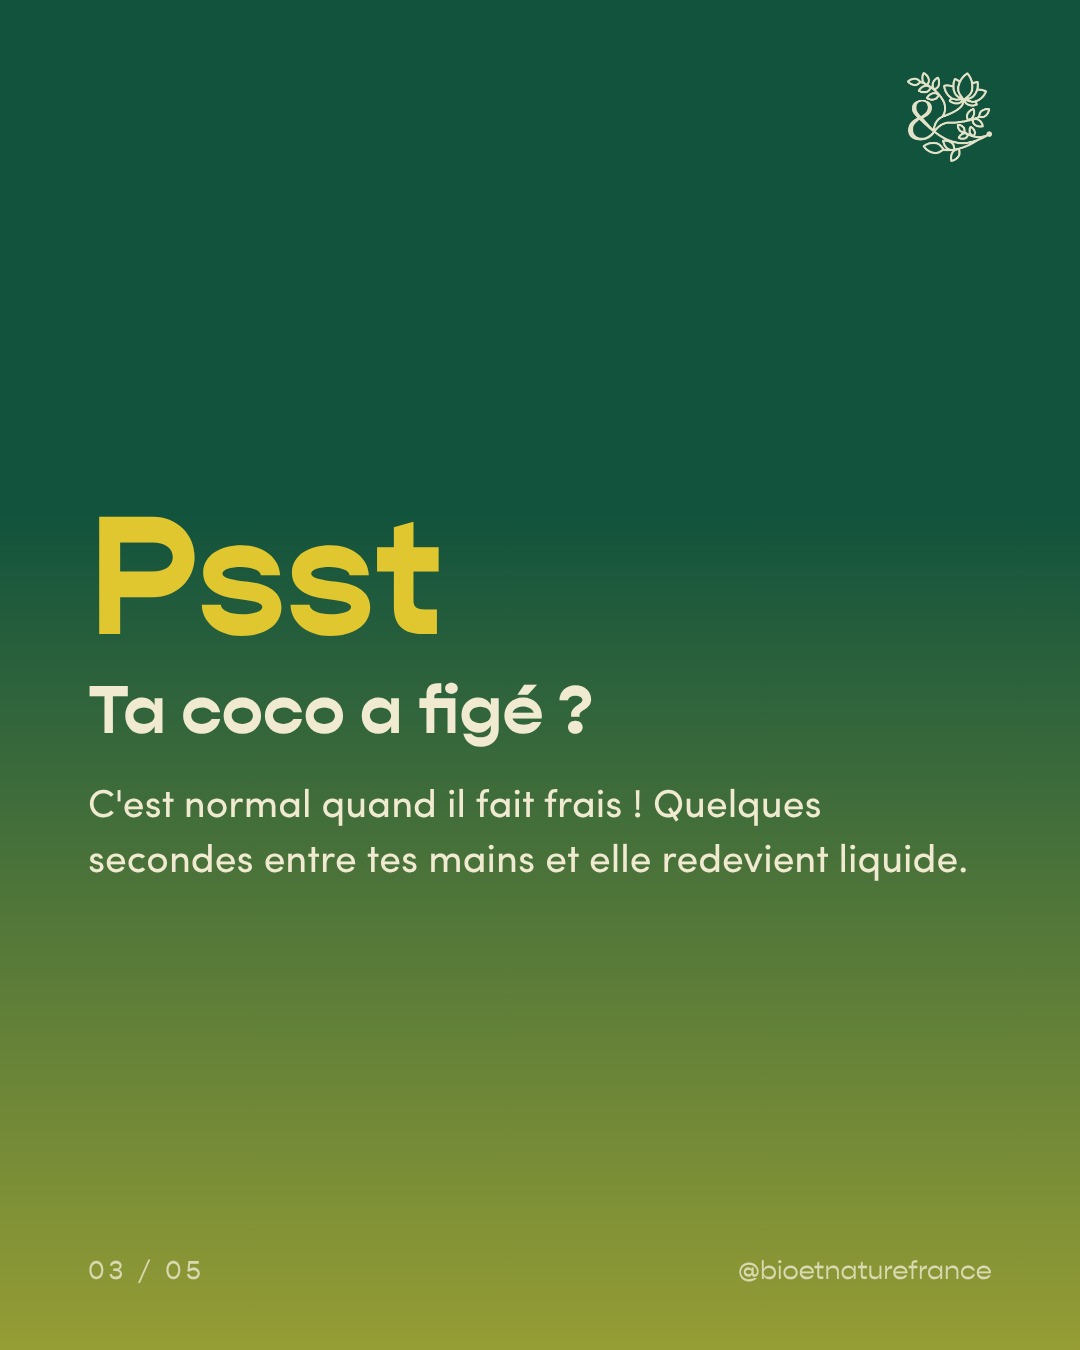 &
Psst
Ta coco a figé ?
C'est normal quand il fait frais ! Quelques
secondes entre tes mains et elle redevient liquide.
03 / 05
@bioetnaturefrance